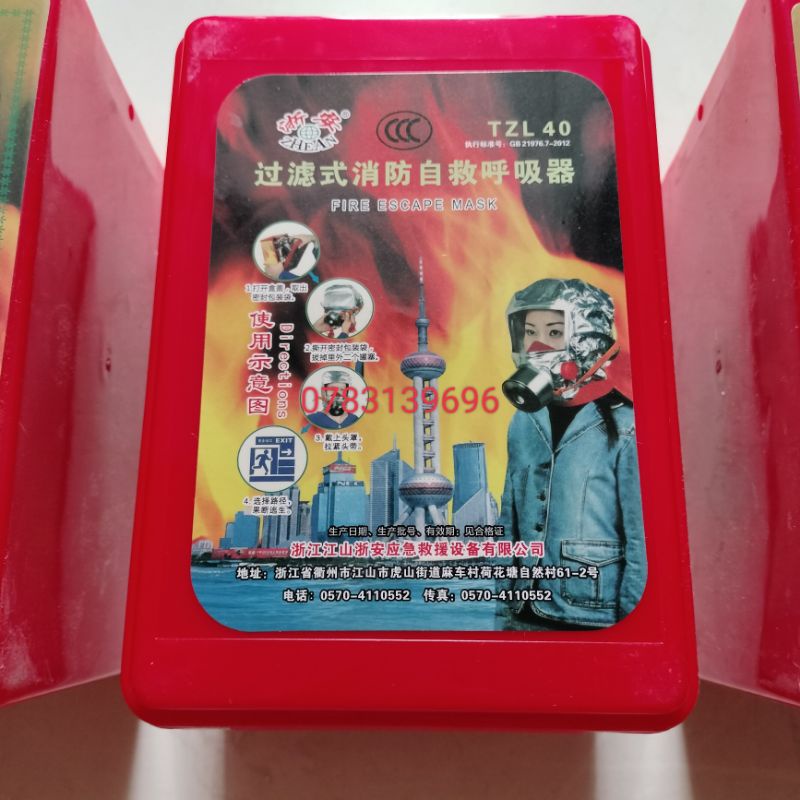 浙安®
ZHEAN
CCC
TZL 40
执行标准号：GB 21976.7-2012
过滤式消防自救呼吸器
FIRE ESCAPE MASK
1.打开盒盖，取出
密封包装袋。
2.撕开密封包装袋，
拔掉里外二个罐塞。
使用示意图
Directions
0783139696
3.戴上头罩，
拉紧头带。
EXIT
4.选择路径，
果断逃生。
生产日期、生产批号、有效期：见合格证
浙江江山浙安应急救援设备有限公司
地址：浙江省衢州市江山市虎山街道麻车村荷花塘自然村61-2号
电话：0570-4110552 传真：0570-4110552